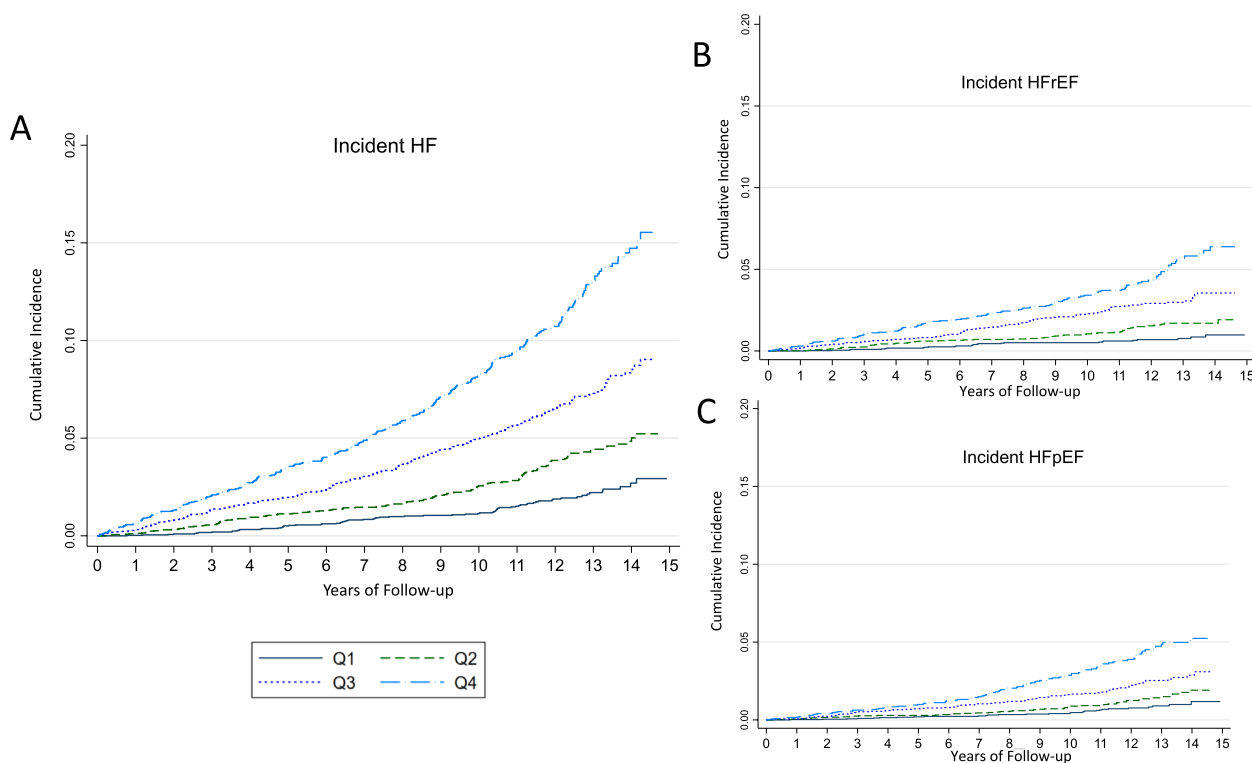 A
Incident HF
Cumulative Incidence
0.20
0.15
0.10
0.05
0.00
0 1 2 3 4 5 6 7 8 9 10 11 12 13 14 15
Years of Follow-up
Q1 Q2
Q3 Q4
B
Incident HFrEF
Cumulative Incidence
0.20
0.15
0.10
0.05
0.00
0 1 2 3 4 5 6 7 8 9 10 11 12 13 14 15
Years of Follow-up
C
Incident HFpEF
Cumulative Incidence
0.20
0.15
0.10
0.05
0.00
0 1 2 3 4 5 6 7 8 9 10 11 12 13 14 15
Years of Follow-up